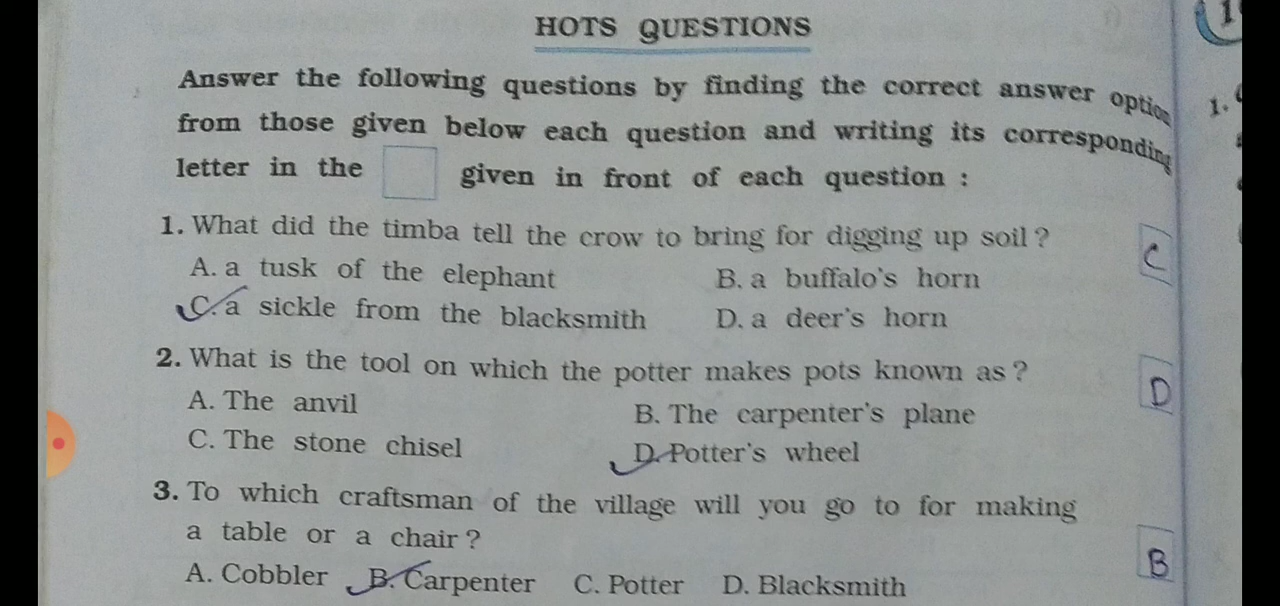 HOTS QUESTIONS
Answer the following questions by finding the correct answer option
from those given below each question and writing its corresponding
letter in the given in front of each question :
1. What did the timba tell the crow to bring for digging up soil ? C
A. a tusk of the elephant B. a buffalo's horn
C. a sickle from the blacksmith D. a deer's horn
2. What is the tool on which the potter makes pots known as ? D
A. The anvil B. The carpenter's plane
C. The stone chisel D. Potter's wheel
3. To which craftsman of the village will you go to for making
a table or a chair ? B
A. Cobbler B. Carpenter C. Potter D. Blacksmith
1.